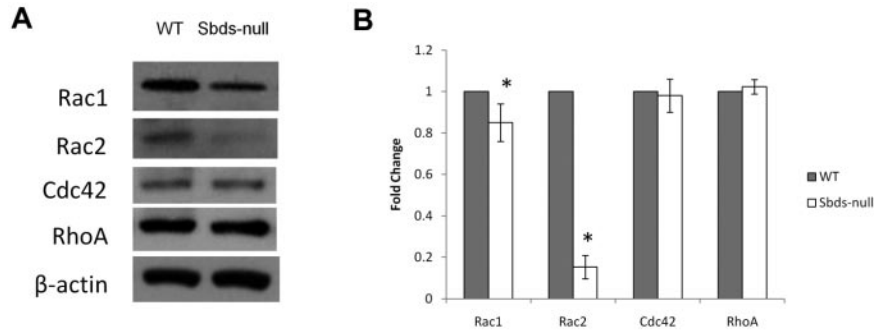 A
WT Sbds-null
Rac1
Rac2
Cdc42
RhoA
β-actin
B
1.2
1
0.8
0.6
0.4
0.2
0
Fold Change
*
*
Rac1 Rac2 Cdc42 RhoA
WT
Sbds-null